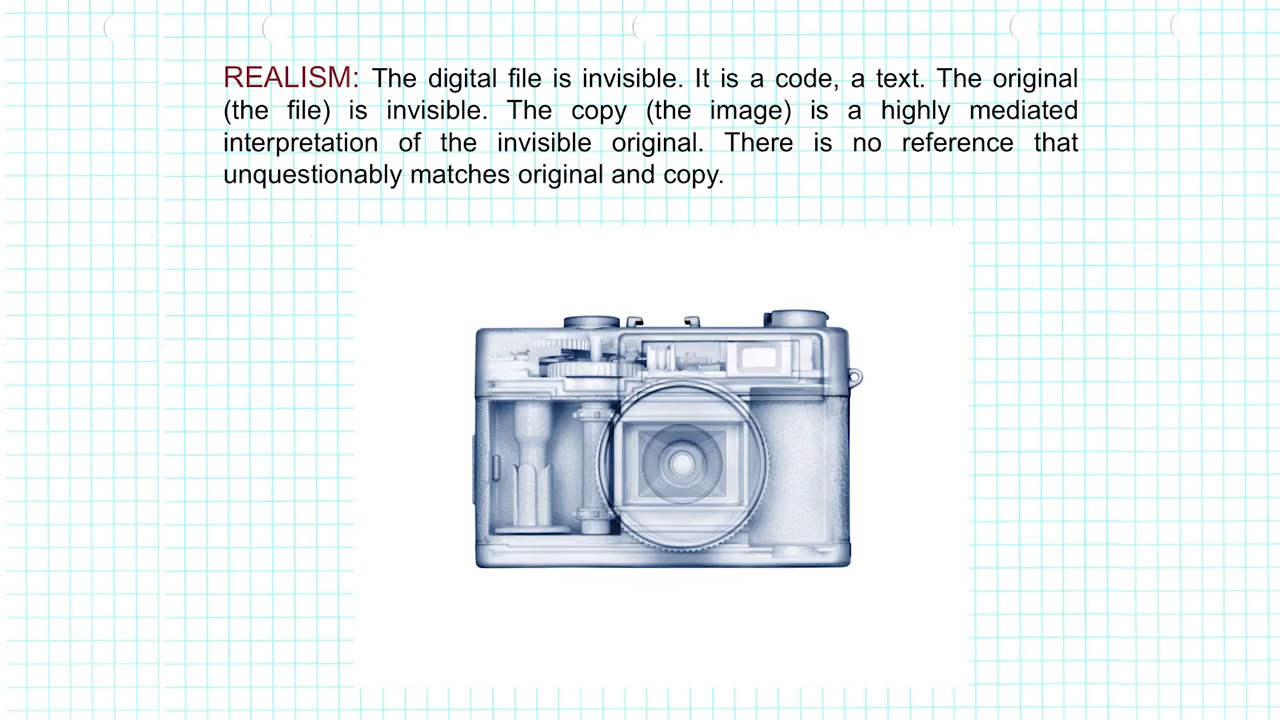 REALISM: The digital file is invisible. It is a code, a text. The original
(the file) is invisible. The copy (the image) is a highly mediated
interpretation of the invisible original. There is no reference that
unquestionably matches original and copy.